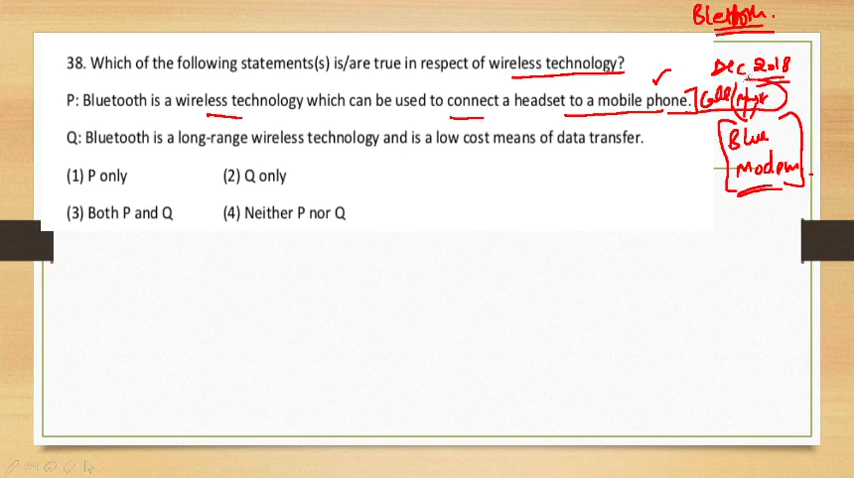 Bletooth.
38. Which of the following statements(s) is/are true in respect of wireless technology?
Dec 2018
P: Bluetooth is a wireless technology which can be used to connect a headset to a mobile phone.
Blue
Q: Bluetooth is a long-range wireless technology and is a low cost means of data transfer.
Modem
(1) P only (2) Q only
(3) Both P and Q (4) Neither P nor Q